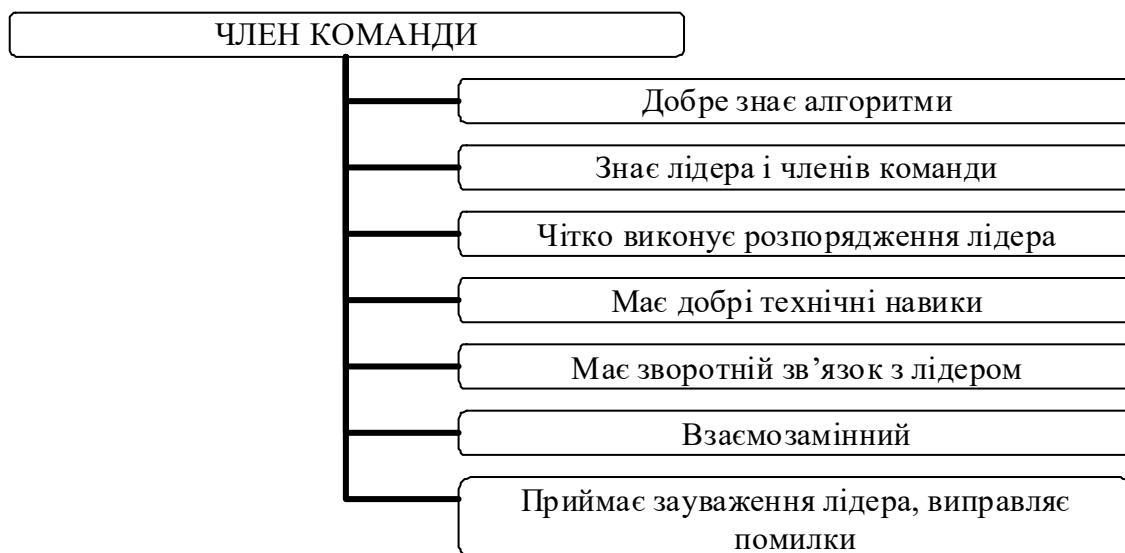 ЧЛЕН КОМАНДИ
Добре знає алгоритми
Знає лідера і членів команди
Чітко виконує розпорядження лідера
Має добрі технічні навики
Має зворотній зв’язок з лідером
Взаємозамінний
Приймає зауваження лідера, виправляє
помилки